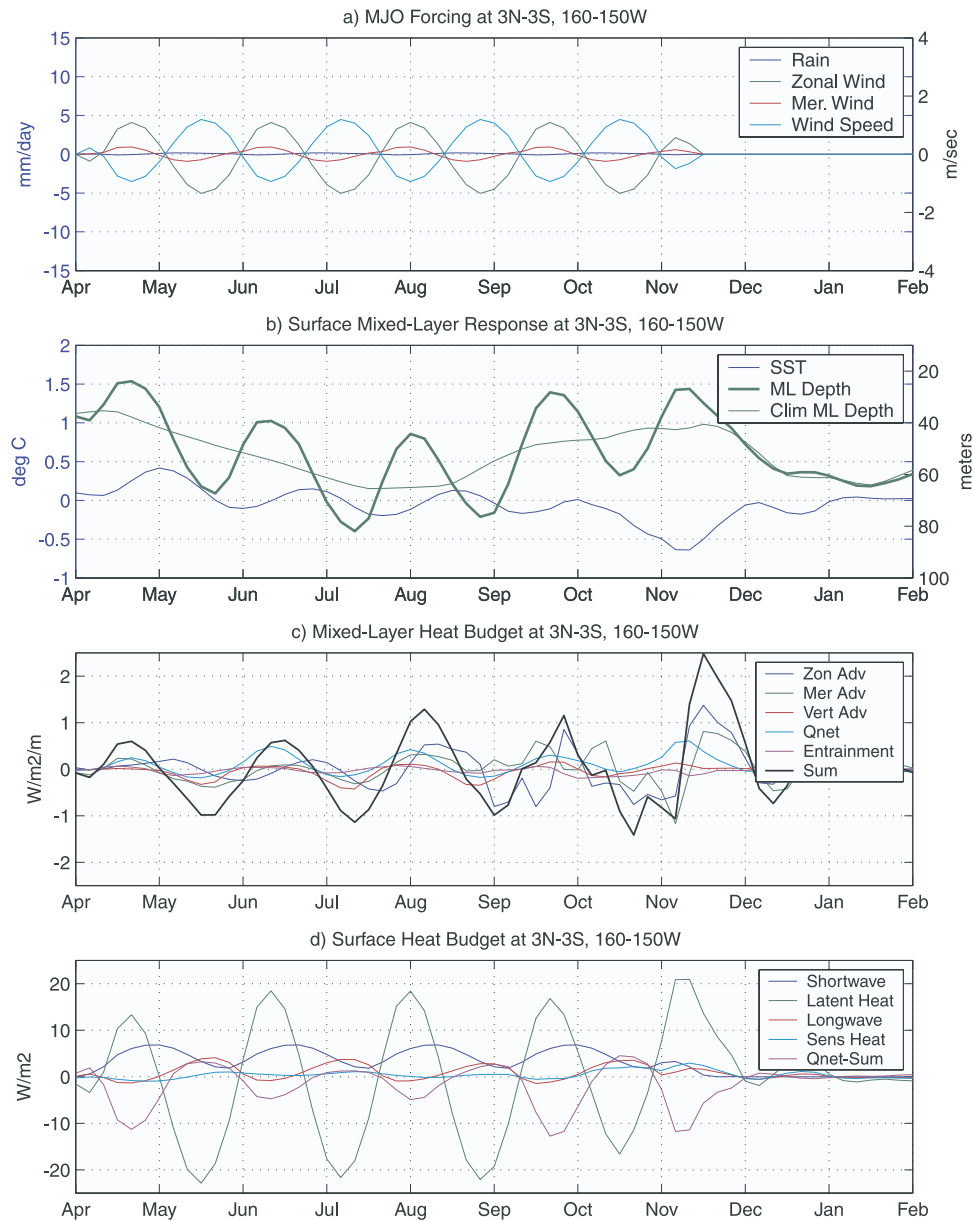 a) MJO Forcing at 3N-3S, 160-150W
15
10
5
0
-5
-10
-15
mm/day
4
2
0
-2
-4
m/sec
Rain
Zonal Wind
Mer. Wind
Wind Speed
Apr May Jun Jul Aug Sep Oct Nov Dec Jan Feb
b) Surface Mixed-Layer Response at 3N-3S, 160-150W
2
1.5
1
0.5
0
-0.5
-1
deg C
20
40
60
80
100
meters
SST
ML Depth
Clim ML Depth
Apr May Jun Jul Aug Sep Oct Nov Dec Jan Feb
c) Mixed-Layer Heat Budget at 3N-3S, 160-150W
2
1
0
-1
-2
W/m2/m
Zon Adv
Mer Adv
Vert Adv
Qnet
Entrainment
Sum
Apr May Jun Jul Aug Sep Oct Nov Dec Jan Feb
d) Surface Heat Budget at 3N-3S, 160-150W
20
10
0
-10
-20
W/m2
Shortwave
Latent Heat
Longwave
Sens Heat
Qnet-Sum
Apr May Jun Jul Aug Sep Oct Nov Dec Jan Feb